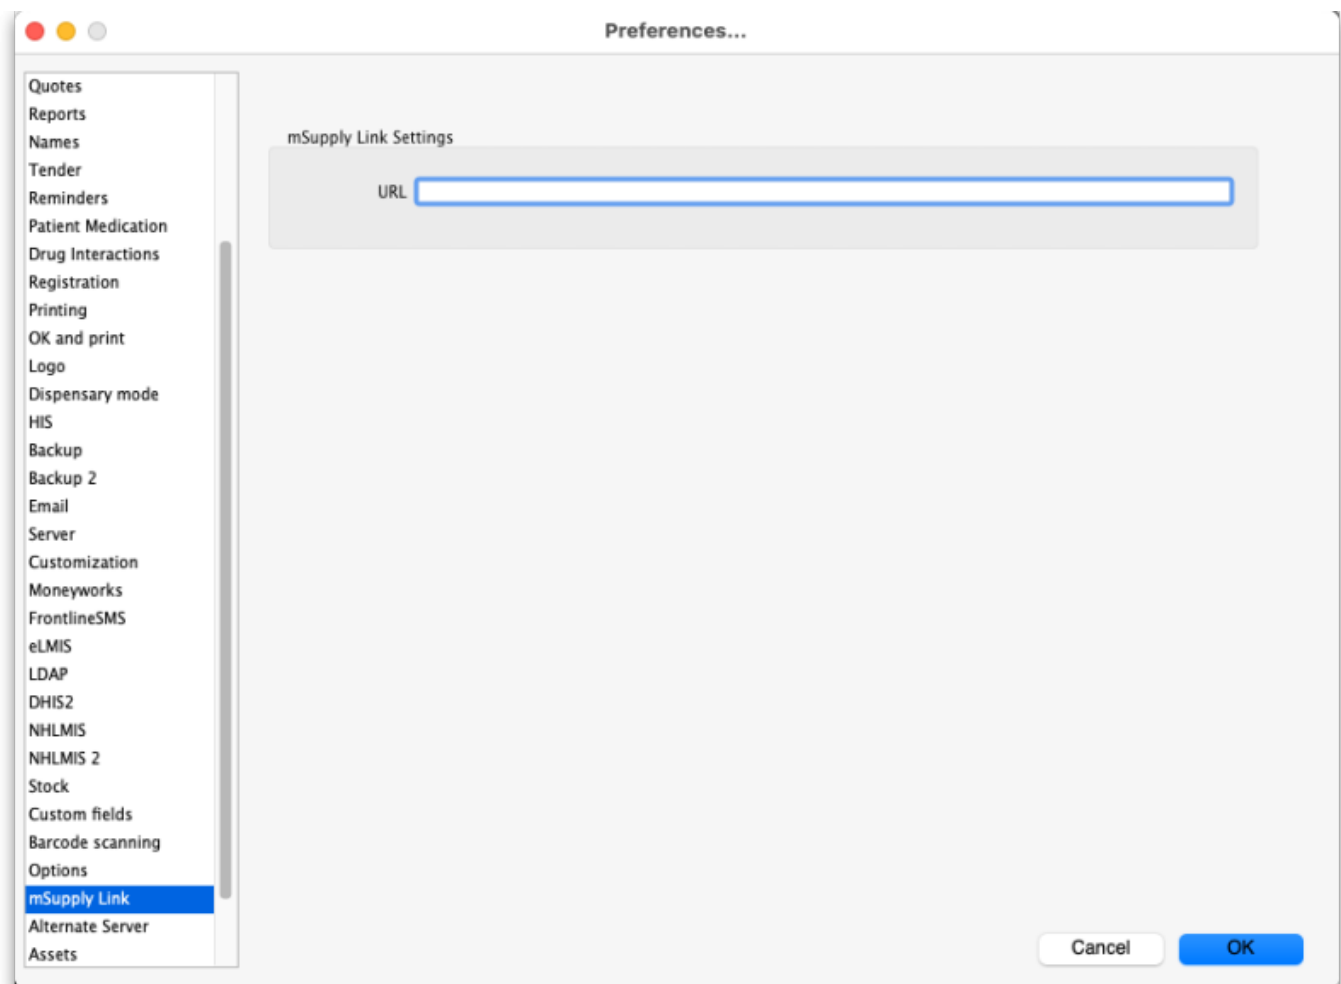 Preferences...
Quotes
Reports
Names
Tender
Reminders
Patient Medication
Drug Interactions
Registration
Printing
OK and print
Logo
Dispensary mode
HIS
Backup
Backup 2
Email
Server
Customization
Moneyworks
FrontlineSMS
eLMIS
LDAP
DHIS2
NHLMIS
NHLMIS 2
Stock
Custom fields
Barcode scanning
Options
mSupply Link
Alternate Server
Assets
mSupply Link Settings
URL
Cancel
OK